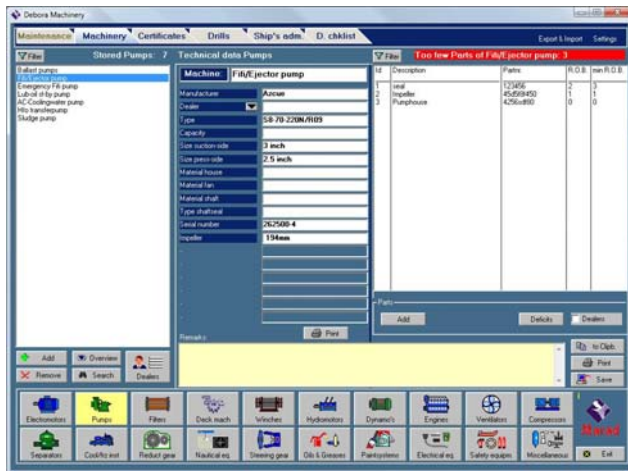 Debora Machinery
Maintenance Machinery Certificates Drills Ship's adm. D. chklist
Export & Import Settings
Filter Stored Pumps: 7 Technical data Pumps Filter Too few Parts of Fifi/Ejector pump: 3
Ballast pumps
Fifi/Ejector pump
Emergency Fifi pump
Lub-oil st-by pump
AC-Coolingwater pump
H/o transferpump
Sludge pump
Machine: Fifi/Ejector pump
Manufacturer Azcue
Dealer
Type S8-70-220N/R09
Capacity
Size suction-side 3 inch
Size press-side 2.5 inch
Material house
Material fan
Material shaft
Type shaftseal
Serial number 262500-4
Impeller 194mm
Id Description Partnr. R.O.B. min R.O.B.
1 seal 123456 2 3
2 Impeller 1 1
3 Pumphouse 0 0
Parts
Add Deficits Dealers
Print
Remarks
Add Overview
Remove Search Dealers
to Clipb.
Print
Save
Electromotors Pumps Filters Deck mach Winches Hydromotors Dynamo's Engines Ventilators Compressors
Separators Cool/frz inst Reduct gear Nautical eq. Steering gear Oils & Greases Paintsystems Electrical eq. Safety equipm. Miscellaneous
Exit